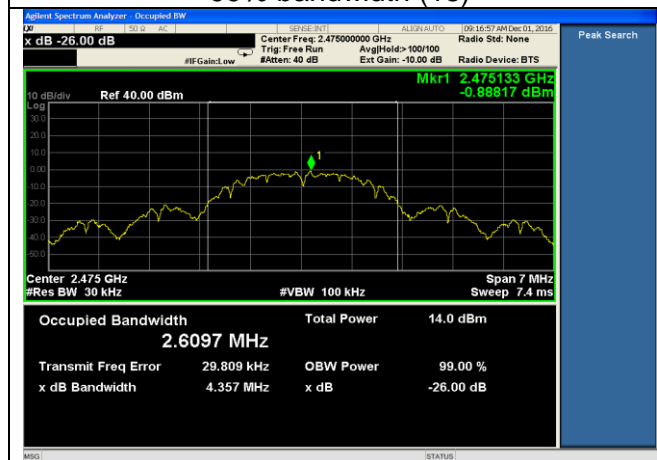 99% bandwidth (18)
Agilent Spectrum Analyzer - Occupied BW
RF 50 Ω AC SENSE:INT ALIGN AUTO 09:16:57 AM Dec 01, 2016
x dB -26.00 dB Center Freq: 2.475000000 GHz Radio Std: None Peak Search
Trig: Free Run Avg|Hold:> 100/100
#IFGain:Low #Atten: 40 dB Ext Gain: -10.00 dB Radio Device: BTS
Mkr1 2.475133 GHz
10 dB/div Ref 40.00 dBm -0.88817 dBm
Log
30.0
20.0
10.0
0.00
1
-10.0
-20.0
-30.0
-40.0
-50.0
Center 2.475 GHz Span 7 MHz
#Res BW 30 kHz #VBW 100 kHz Sweep 7.4 ms
Occupied Bandwidth Total Power 14.0 dBm
2.6097 MHz
Transmit Freq Error 29.809 kHz OBW Power 99.00 %
x dB Bandwidth 4.357 MHz x dB -26.00 dB
MSG STATUS